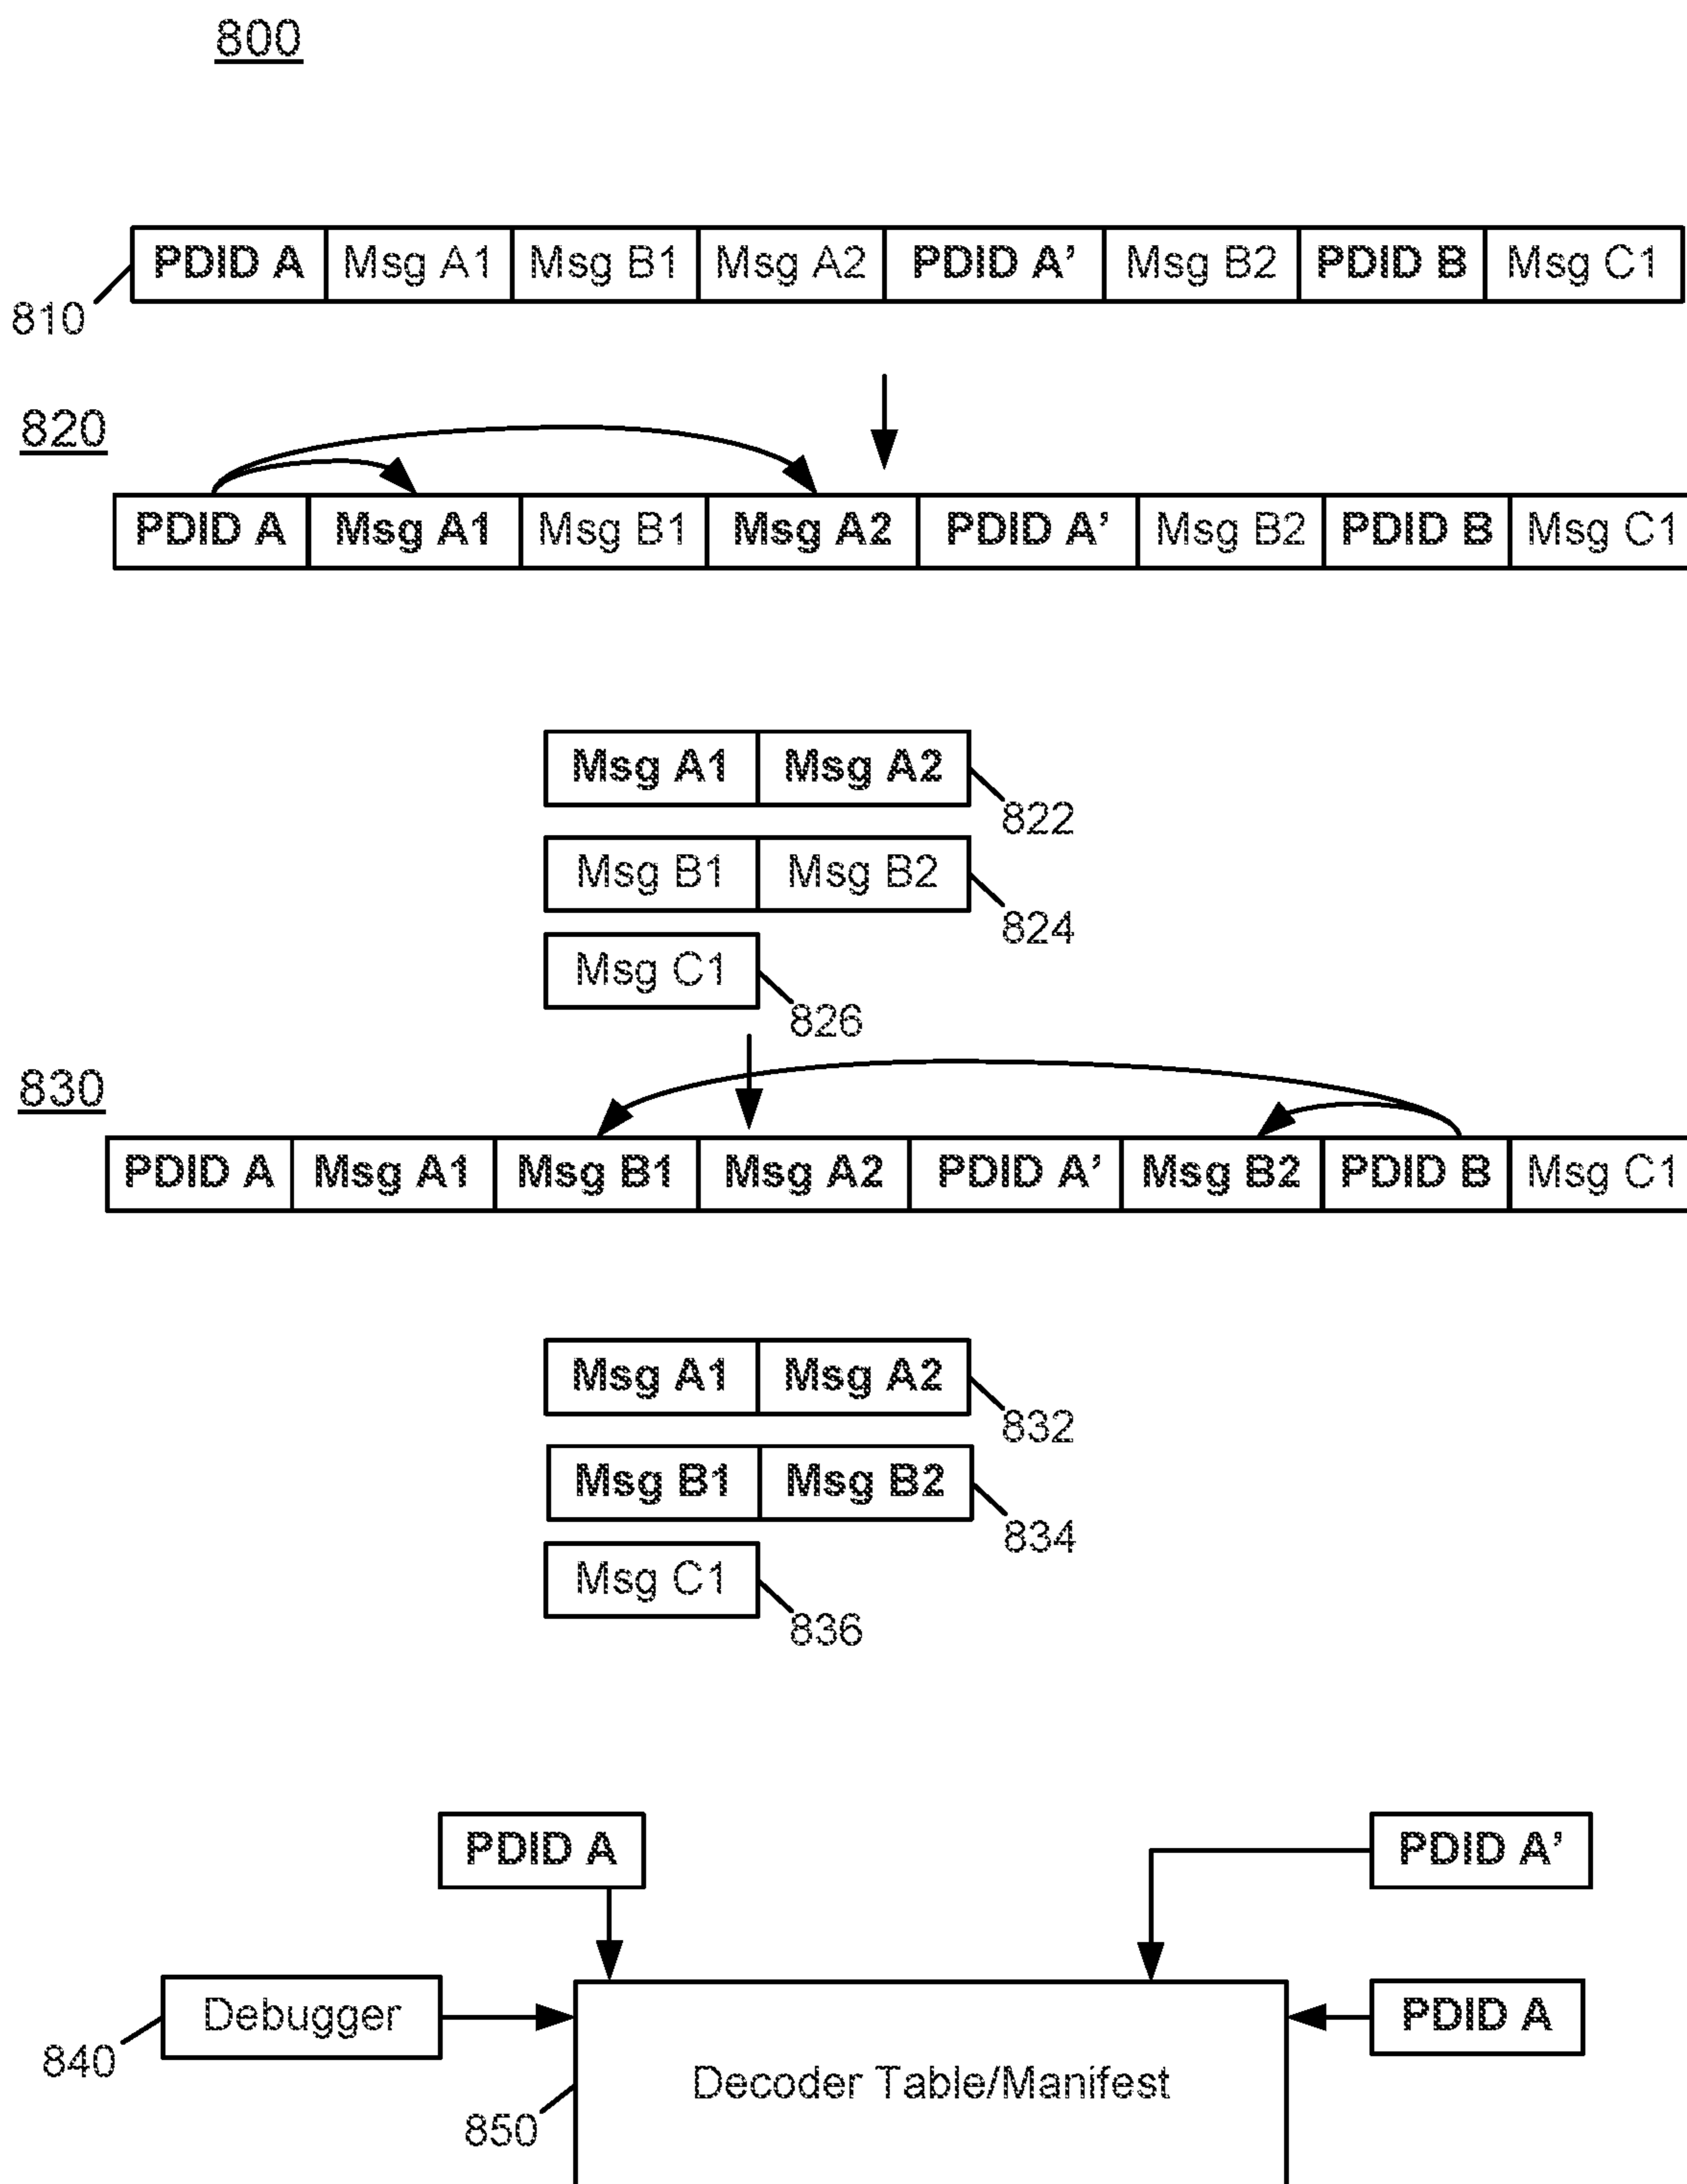 800
PDID A Msg A1 Msg B1 Msg A2 PDID A’ Msg B2 PDID B Msg C1
810
820
PDID A Msg A1 Msg B1 Msg A2 PDID A’ Msg B2 PDID B Msg C1
Msg A1 Msg A2
822
Msg B1 Msg B2
824
Msg C1
826
830
PDID A Msg A1 Msg B1 Msg A2 PDID A’ Msg B2 PDID B Msg C1
Msg A1 Msg A2
832
Msg B1 Msg B2
834
Msg C1
836
PDID A PDID A’
Debugger PDID A
840
Decoder Table/Manifest
850